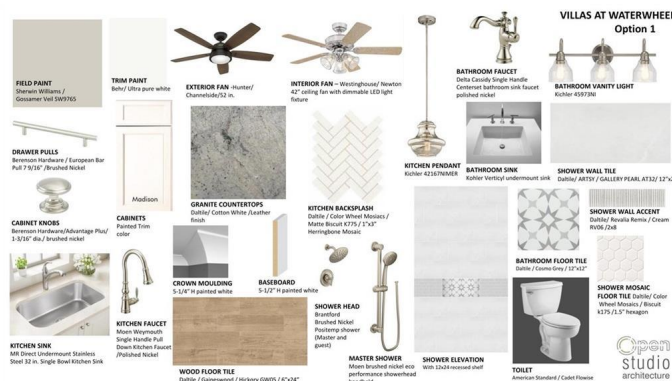 VILLAS AT WATERWHEE
Option 1
FIELD PAINT
Sherwin Williams /
Gossamer Veil SW9765
TRIM PAINT
Behr/ Ultra pure white
EXTERIOR FAN -Hunter/
Channelside/52 in.
INTERIOR FAN – Westinghouse/ Newton
42" ceiling fan with dimmable LED light
fixture
BATHROOM FAUCET
Delta Cassidy Single Handle
Centerset bathroom sink faucet
polished nickel
BATHROOM VANITY LIGHT
Kichler 45973NI
DRAWER PULLS
Berenson Hardware / European Bar
Pull 7 9/16" /Brushed Nickel
Madison
KITCHEN PENDANT
Kichler 42167NIMER
BATHROOM SINK
Kohler Verticyl undermount sink
SHOWER WALL TILE
Daltile/ ARTSY / GALLERY PEARL AT32/ 12"x2
CABINET KNOBS
Berenson Hardware/Advantage Plus/
1-3/16" dia./ brushed nickel
CABINETS
Painted Trim
color
GRANITE COUNTERTOPS
Daltile/ Cotton White /Leather
finish
KITCHEN BACKSPLASH
Daltile / Color Wheel Mosiacs /
Matte Biscuit K775 / 1"x3"
Herringbone Mosaic
SHOWER WALL ACCENT
Daltile/ Revalia Remix / Cream
RV06 /2x8
BATHROOM FLOOR TILE
Daltile / Cosmo Grey / 12"x12"
CROWN MOULDING
5-1/4" H painted white
BASEBOARD
5-1/2" H painted white
SHOWER MOSAIC
FLOOR TILE Daltile/ Color
Wheel Mosaics / Biscuit
k175 /1.5" hexagon
SHOWER HEAD
Brantford
Brushed Nickel
Positemp shower
(Master and
guest)
KITCHEN SINK
MR Direct Undermount Stainless
Steel 32 in. Single Bowl Kitchen Sink
KITCHEN FAUCET
Moen Weymouth
Single Handle Pull
Down Kitchen Faucet
/Polished Nickel
WOOD FLOOR TILE
Daltile / Gaineswood / Hickory GW05 / 6"x24"
MASTER SHOWER
Moen brushed nickel eco
performance showerhead
SHOWER ELEVATION
With 12x24-recessed shelf
TOILET
American Standard / Cadet Flowise
Open
studio
architecture